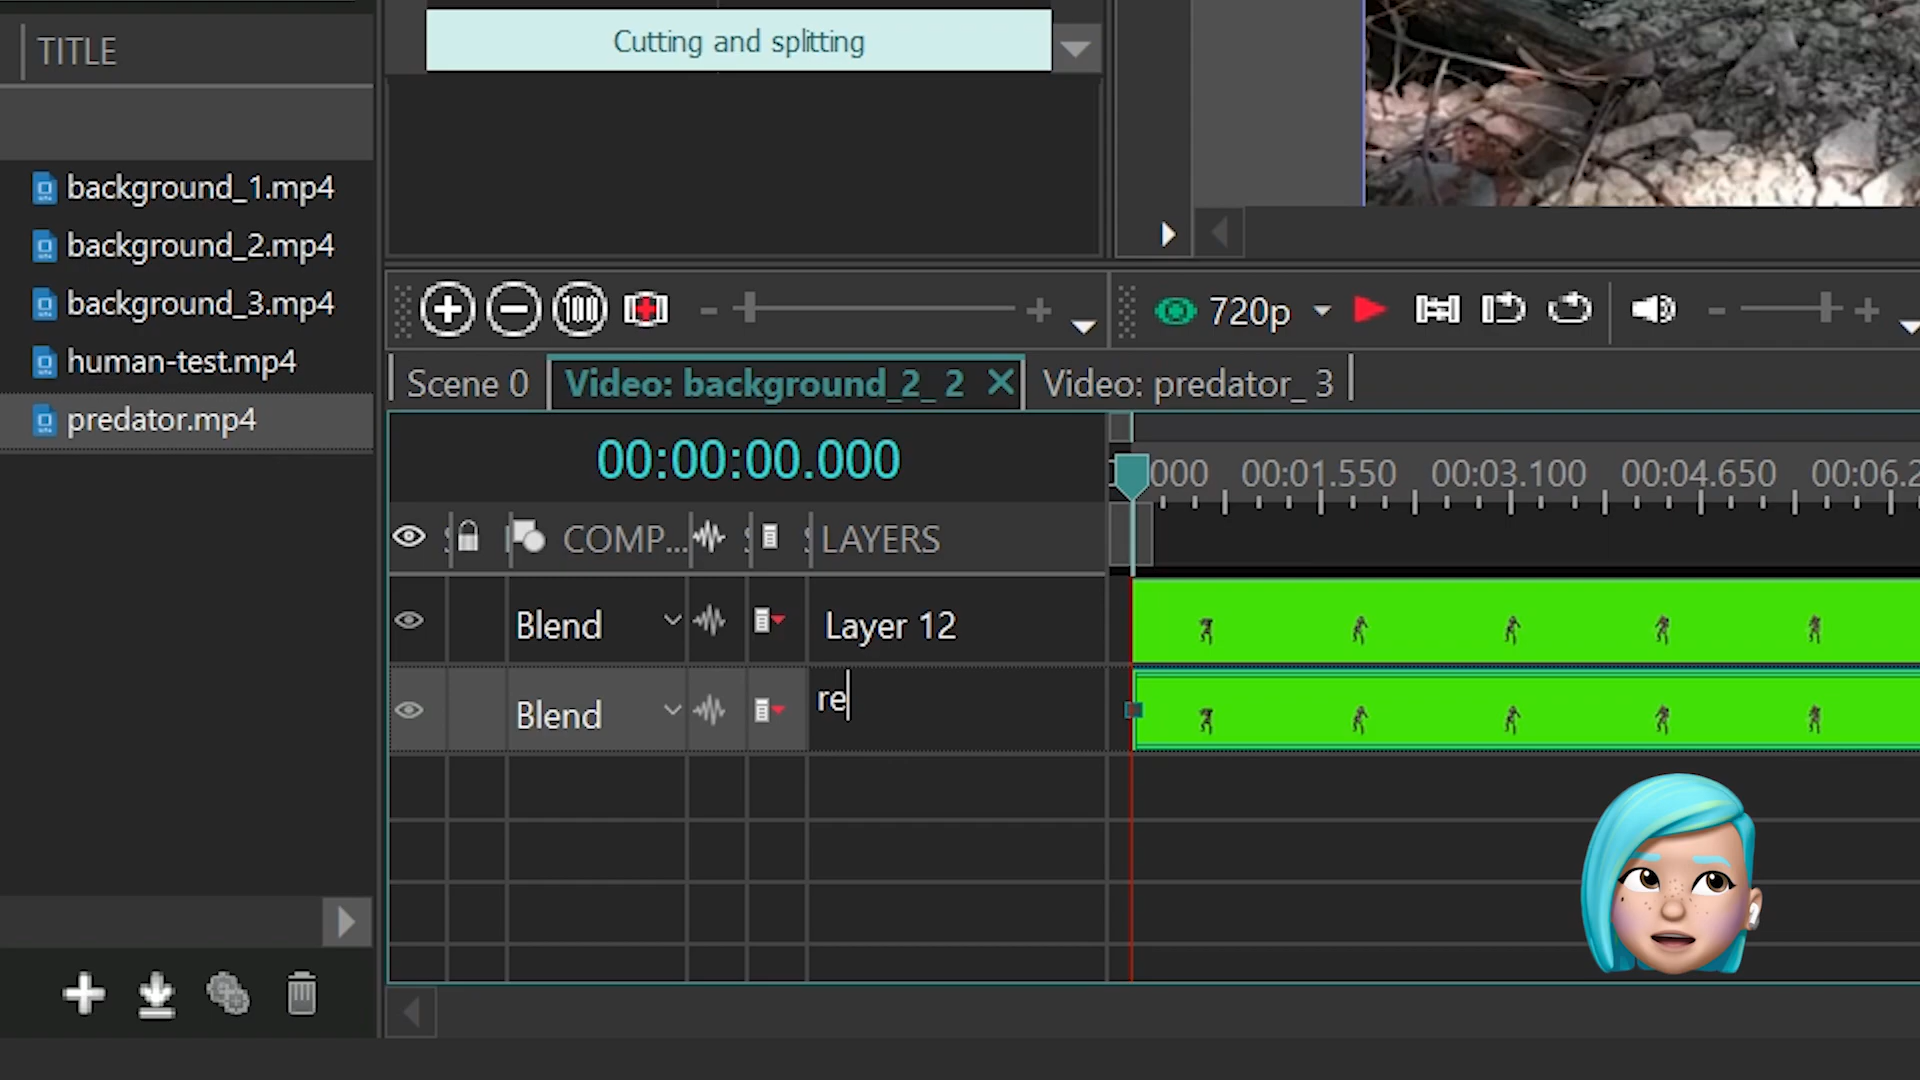 TITLE
background_1.mp4
background_2.mp4
background_3.mp4
human-test.mp4
predator.mp4
Cutting and splitting
100
720p
Scene 0
Video: background_2_ 2
Video: predator_ 3
00:00:00.000
000 00:01.550 00:03.100 00:04.650 00:06.2
COMP... LAYERS
Blend Layer 12
Blend re